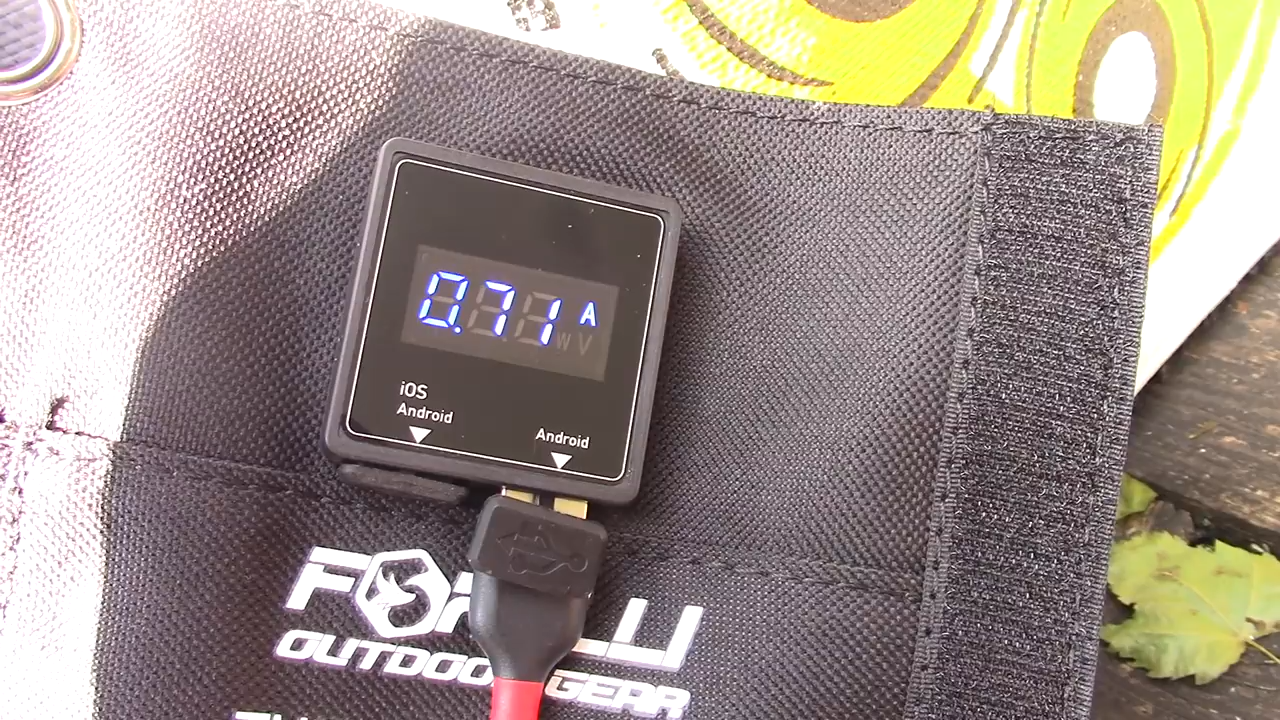 0.71 A
W V
iOS
Android
Android
OUTDOOR GEAR